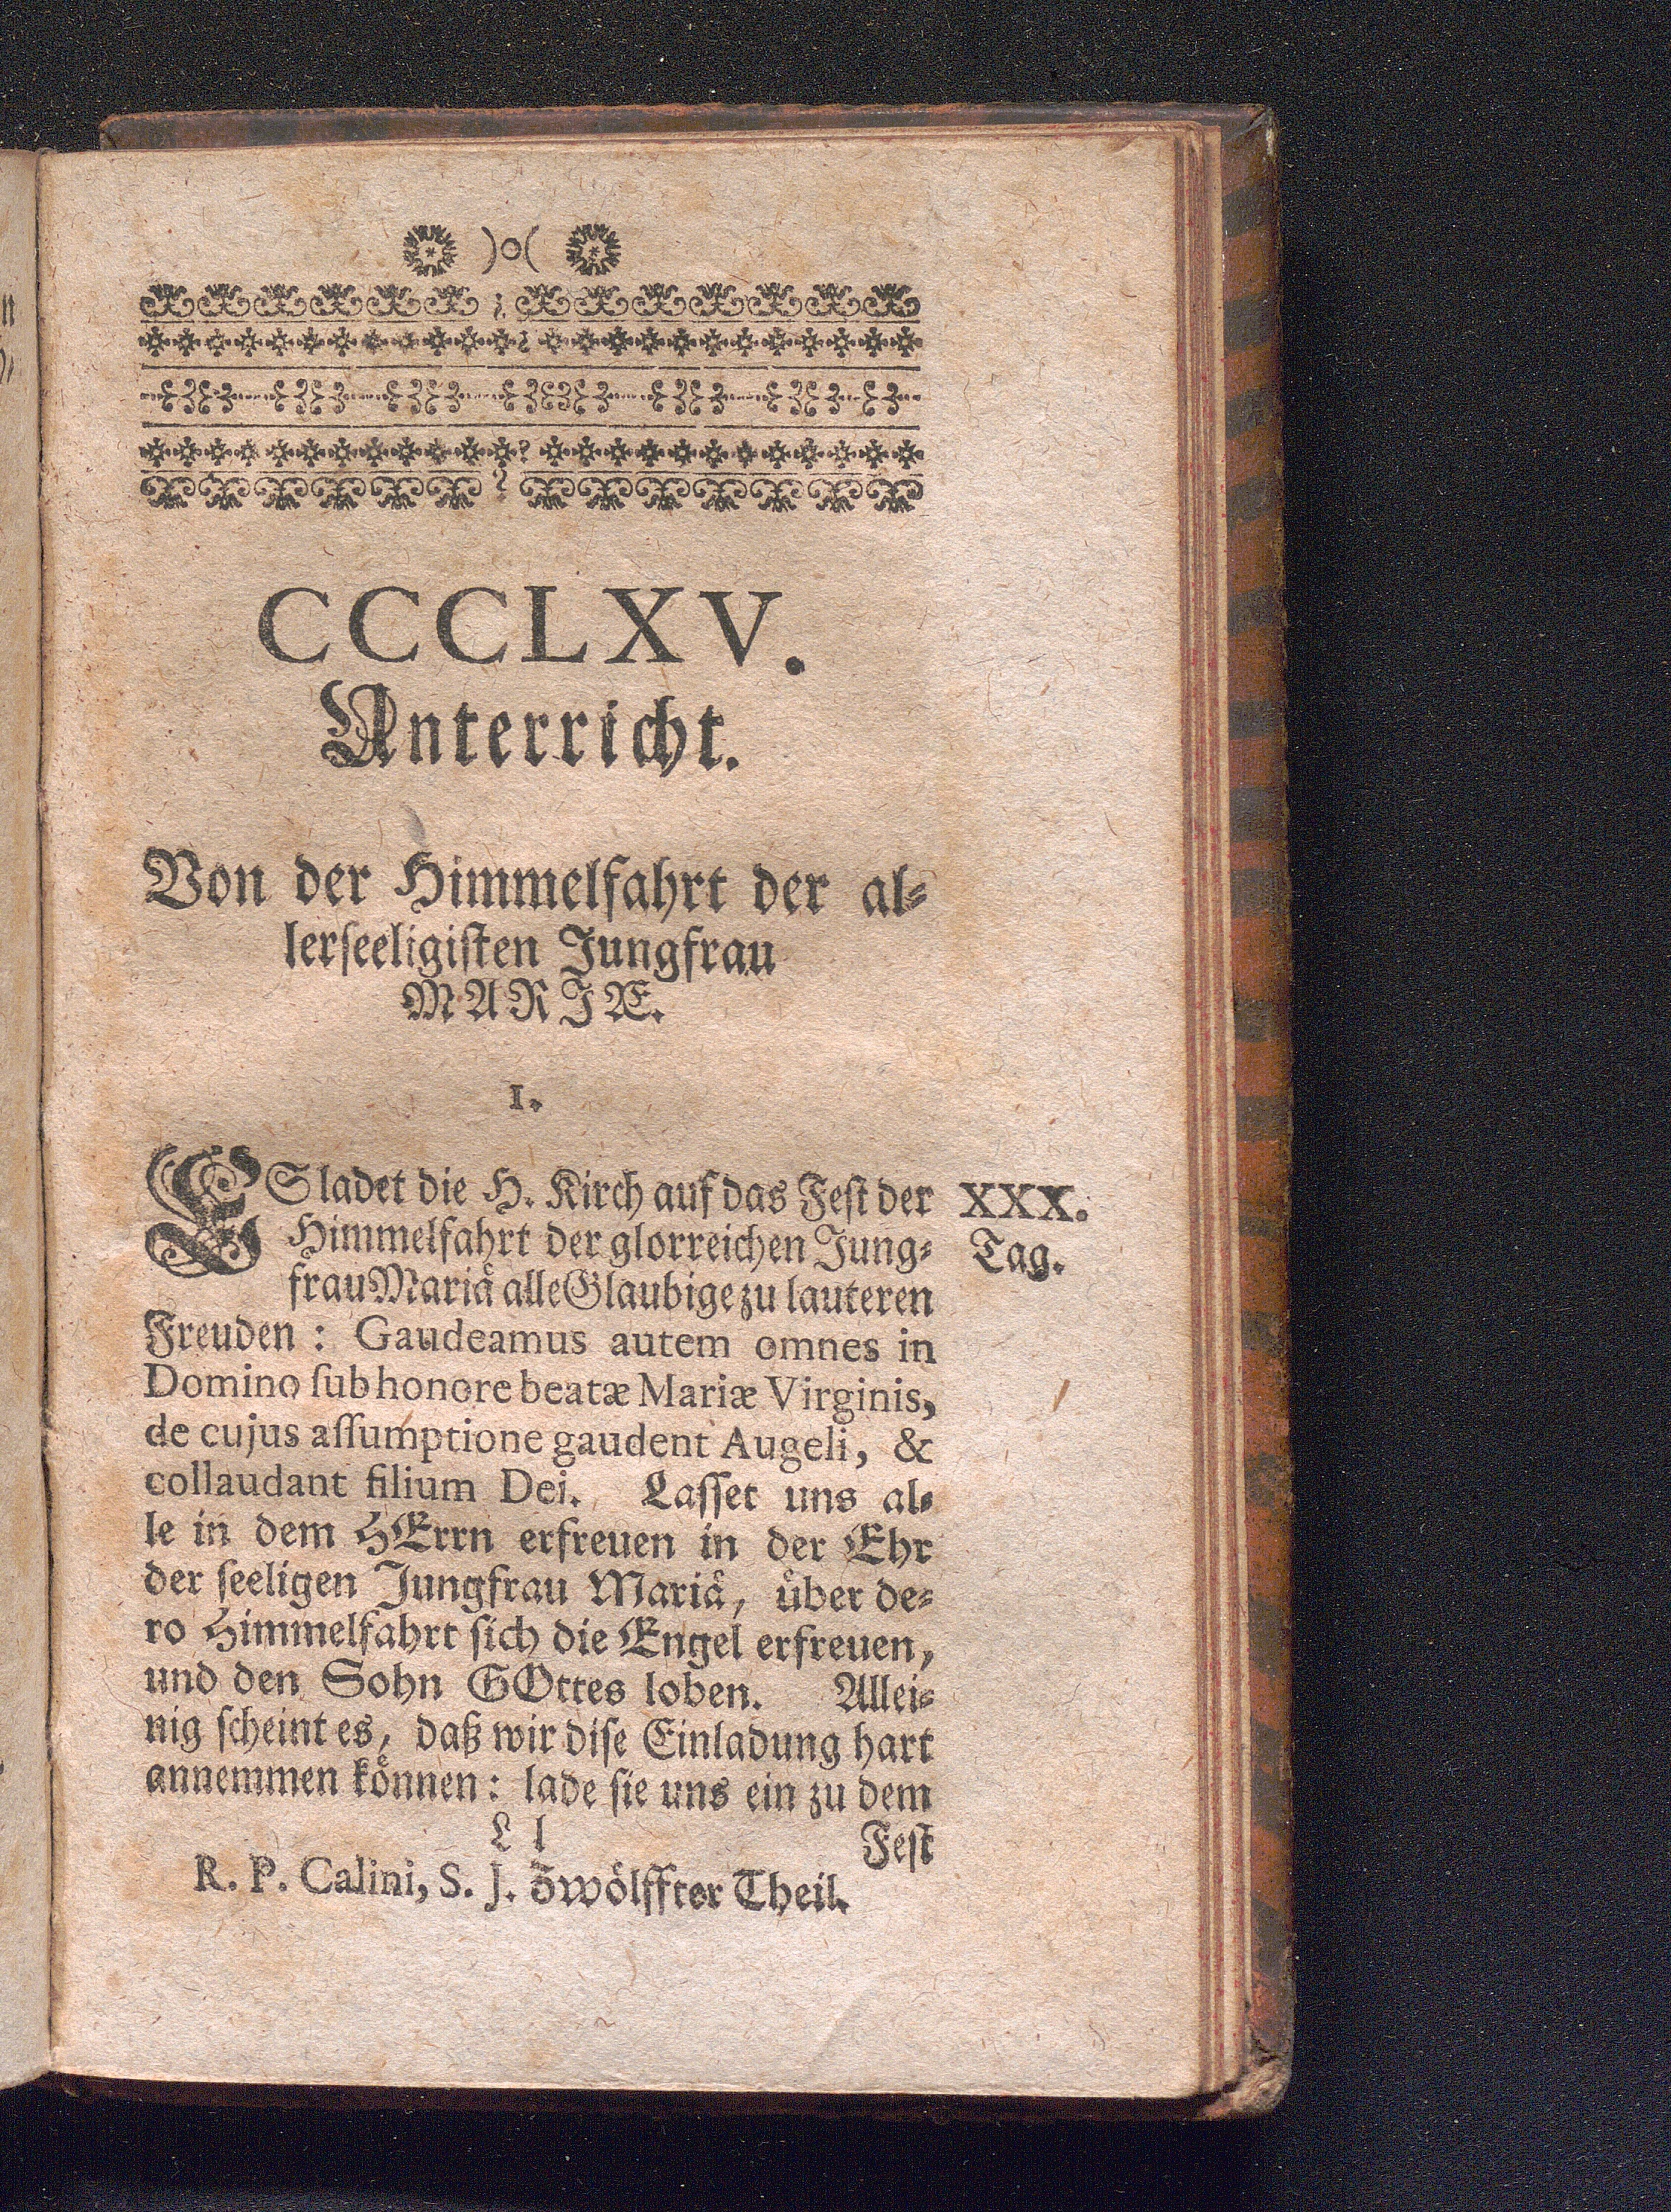 )o(
CCCLXV.
Unterricht.
Von der Himmelfahrt der al⸗
lerſeeligiſten Jungfrau
MARJÆ.
1.
ES ladet die H. Kirch auf das Feſt der
XXX.
Himmelfahrt der glorreichen Jung⸗
Tag.
frau Mariä alle Glaubige zu lauteren
Freuden: Gaudeamus autem omnes in
Domino ſub honore beatæ Mariæ Virginis,
de cujus aſſumptione gaudent Augeli, &
collaudant filium Dei. Laſſet uns al⸗
le in dem HErrn erfreuen in der Ehr
der ſeeligen Jungfrau Mariä, über de⸗
ro Himmelfahrt ſich die Engel erfreuen,
und den Sohn GOttes loben. Allei⸗
nig ſcheint es, daß wir diſe Einladung hart
annemmen können: lade ſie uns ein zu dem
L l
Feſt
R. P. Calini, S. J. Zwölffter Theil.